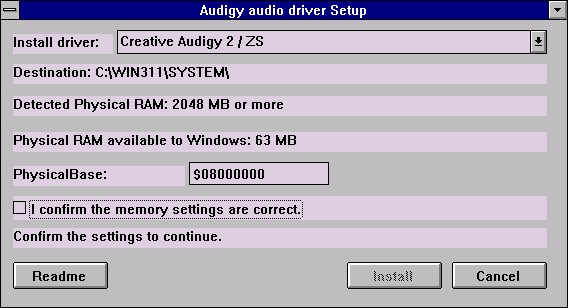 Audigy audio driver Setup
Install driver: Creative Audigy 2 / ZS
Destination: C:\WIN311\SYSTEM\
Detected Physical RAM: 2048 MB or more
Physical RAM available to Windows: 63 MB
PhysicalBase: $08000000
I confirm the memory settings are correct.
Confirm the settings to continue.
Readme Install Cancel